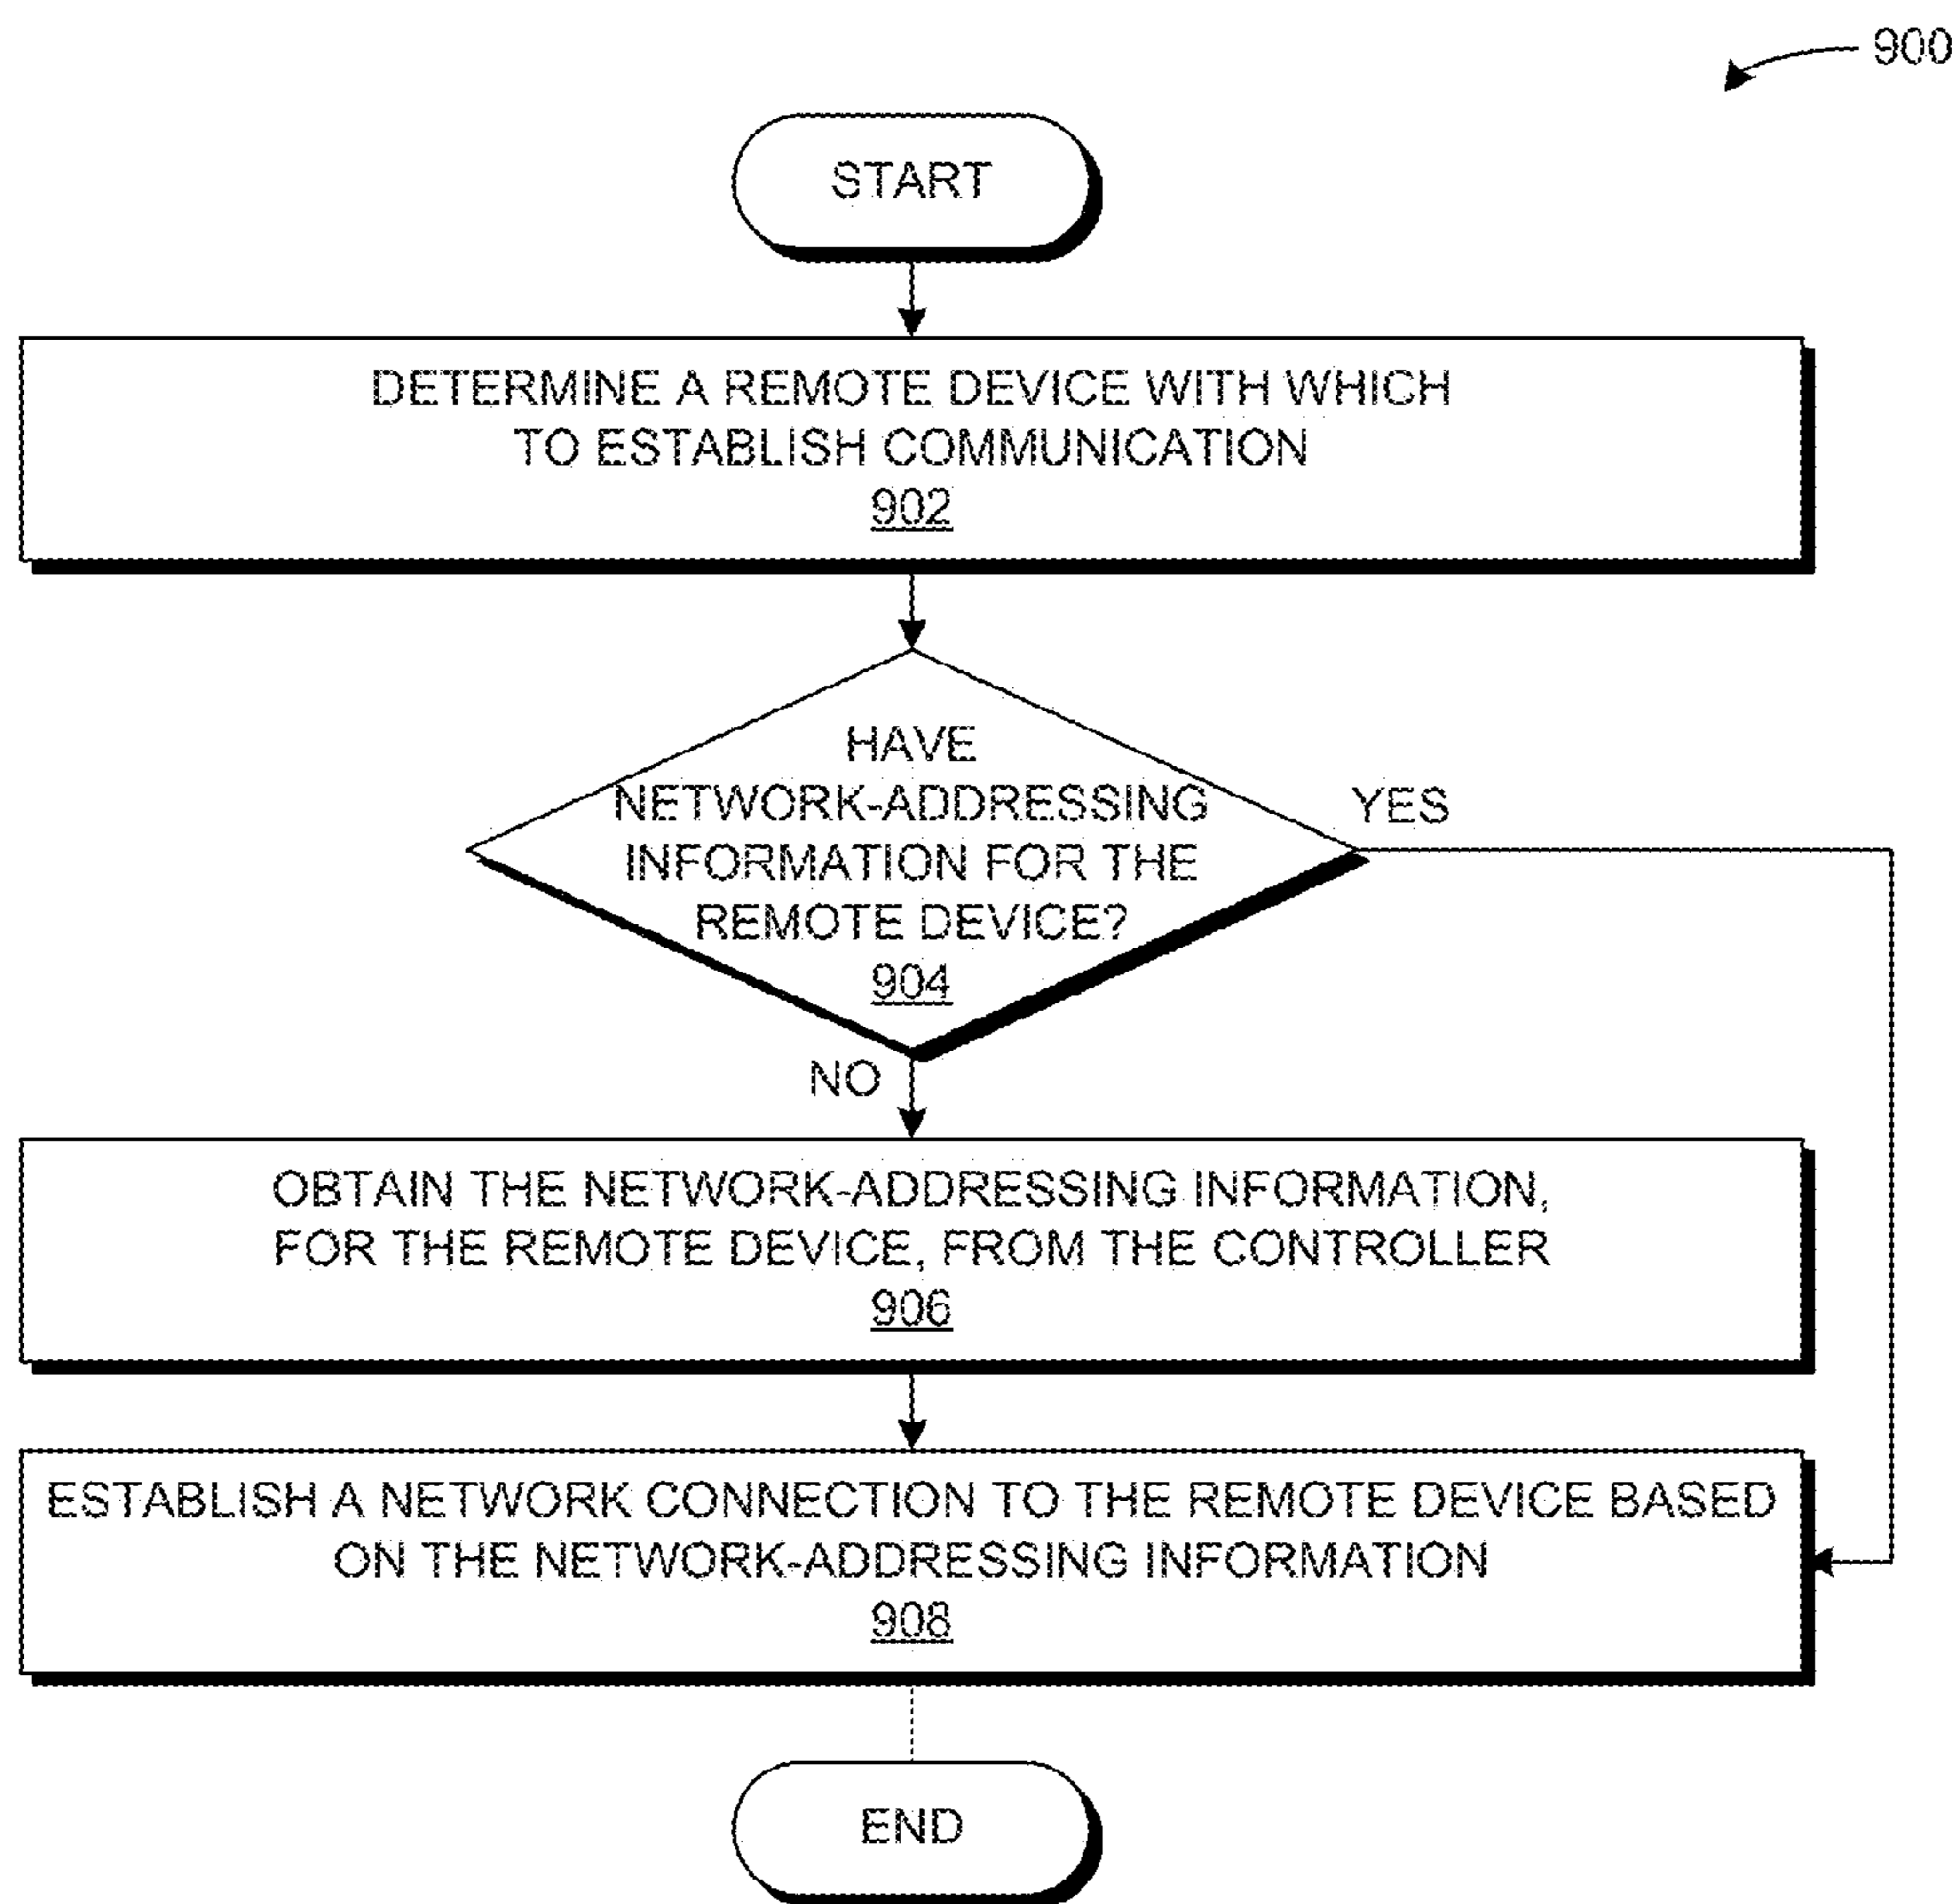 900
START
DETERMINE A REMOTE DEVICE WITH WHICH
TO ESTABLISH COMMUNICATION
902
HAVE
NETWORK-ADDRESSING
INFORMATION FOR THE
REMOTE DEVICE?
904
YES
NO
OBTAIN THE NETWORK-ADDRESSING INFORMATION,
FOR THE REMOTE DEVICE, FROM THE CONTROLLER
906
ESTABLISH A NETWORK CONNECTION TO THE REMOTE DEVICE BASED
ON THE NETWORK-ADDRESSING INFORMATION
908
END